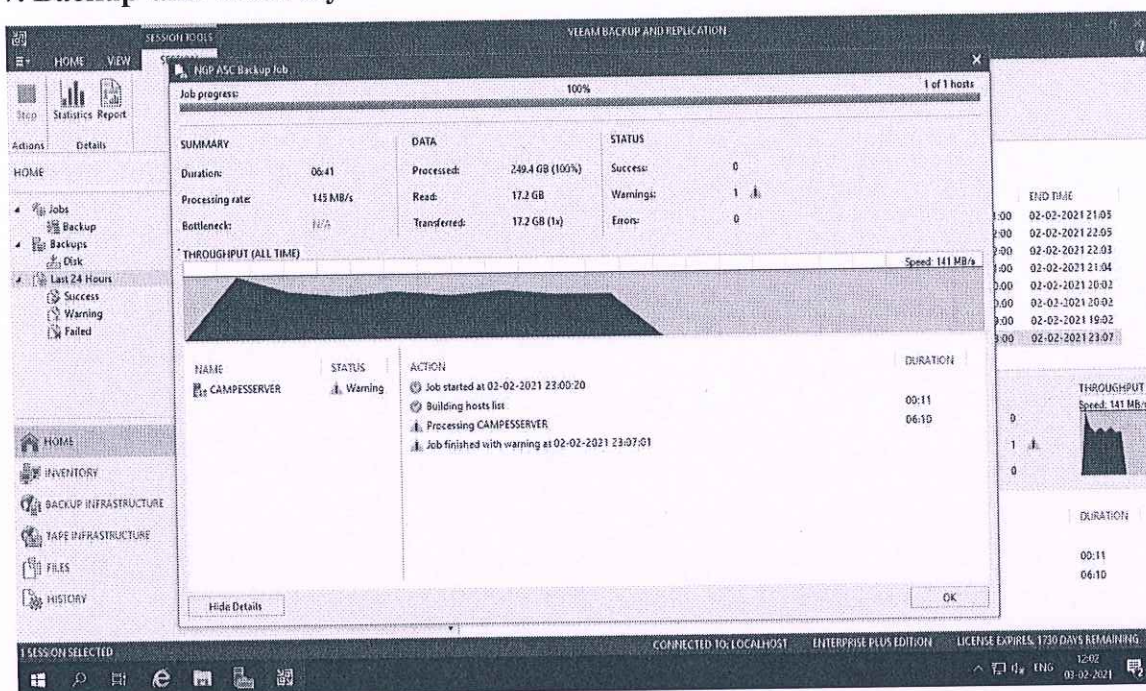 VEEAM BACKUP AND REPLICATION
SESSION TOOLS
HOME VIEW
Stop Statistics Report
Actions Details
HOME
Jobs
Backup
Backups
Disk
Last 24 Hours
Success
Warning
Failed
HOME
INVENTORY
BACKUP INFRASTRUCTURE
TAPE INFRASTRUCTURE
FILES
HISTORY
NGP ASC Backup Job
Job progress: 100% 1 of 1 hosts
SUMMARY DATA STATUS
Duration: 06:41 Processed: 249.4 GB (100%) Success: 0
Processing rate: 145 MB/s Read: 17.2 GB Warnings: 1
Bottleneck: N/A Transferred: 17.2 GB (1x) Errors: 0
THROUGHPUT (ALL TIME)
Speed: 141 MB/s
NAME STATUS ACTION DURATION
CAMPESSERVER Warning Job started at 02-02-2021 23:00:20
Building hosts list 00:11
Processing CAMPESSERVER 06:10
Job finished with warning at 02-02-2021 23:07:01
Hide Details OK
END TIME
02-02-2021 21:03
02-02-2021 22:05
02-02-2021 22:03
02-02-2021 21:04
02-02-2021 20:02
02-02-2021 20:02
02-02-2021 19:02
02-02-2021 23:07
THROUGHPUT
Speed: 141 MB/s
0
1
0
DURATION
00:11
06:10
1 SESSION SELECTED CONNECTED TO: LOCALHOST ENTERPRISE PLUS EDITION LICENSE EXPIRES: 1730 DAYS REMAINING
ENG 12:02
03-02-2021